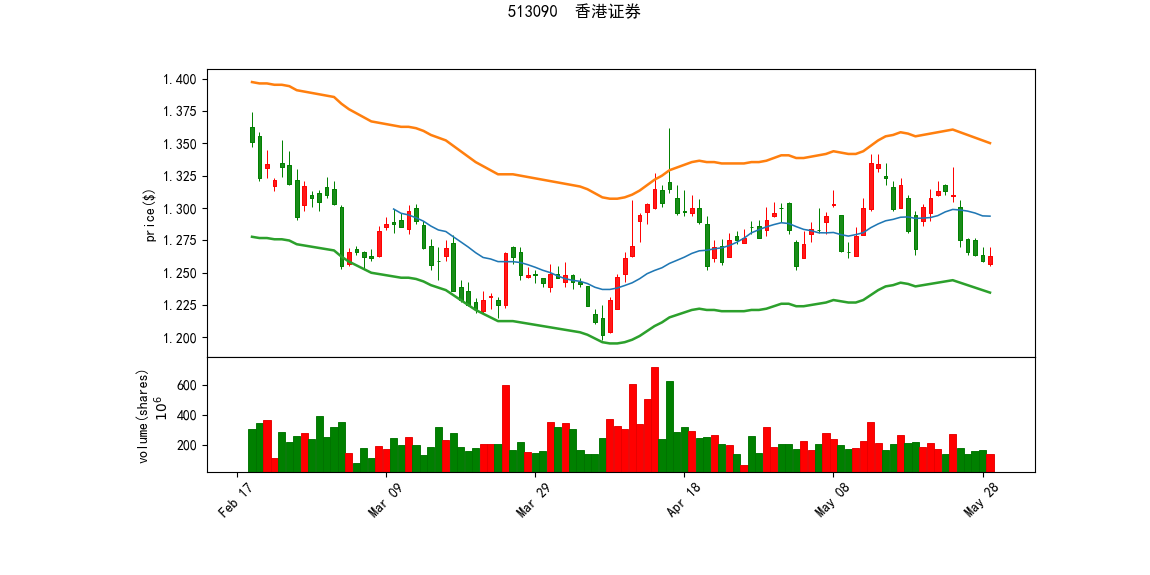 513090 香港证券
price($)
1.400
1.375
1.350
1.325
1.300
1.275
1.250
1.225
1.200
volume(shares)
10^6
600
400
200
Feb 17
Mar 09
Mar 29
Apr 18
May 08
May 28